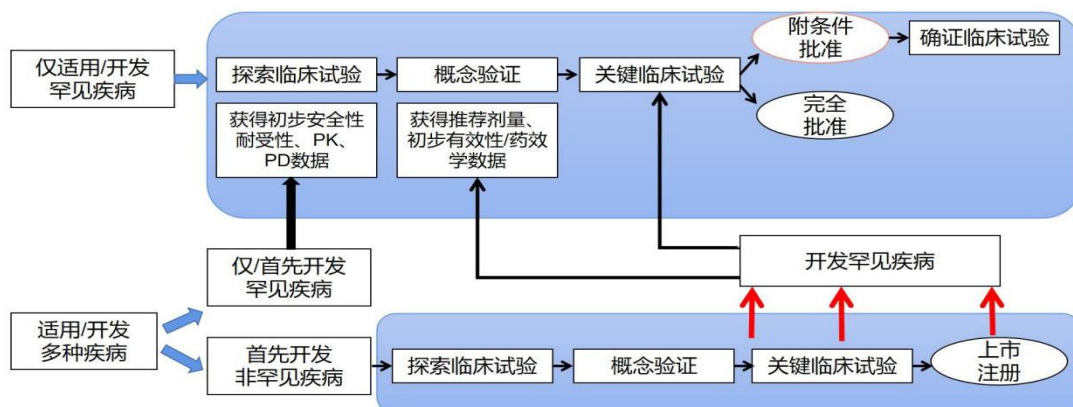 仅适用/开发
罕见疾病
探索临床试验
概念验证
关键临床试验
附条件
批准
确证临床试验
完全
批准
获得初步安全性
耐受性、PK、
PD数据
获得推荐剂量、
初步有效性/药效
学数据
适用/开发
多种疾病
仅/首先开发
罕见疾病
开发罕见疾病
首先开发
非罕见疾病
探索临床试验
概念验证
关键临床试验
上市
注册